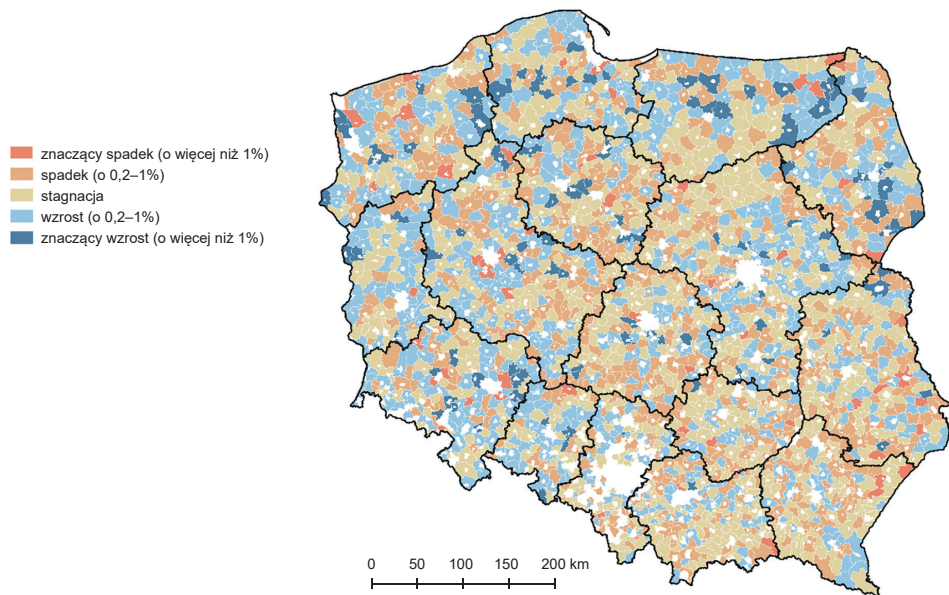 znaczący spadek (o więcej niż 1%)
spadek (o 0,2–1%)
stagnacja
wzrost (o 0,2–1%)
znaczący wzrost (o więcej niż 1%)
0 50 100 150 200 km